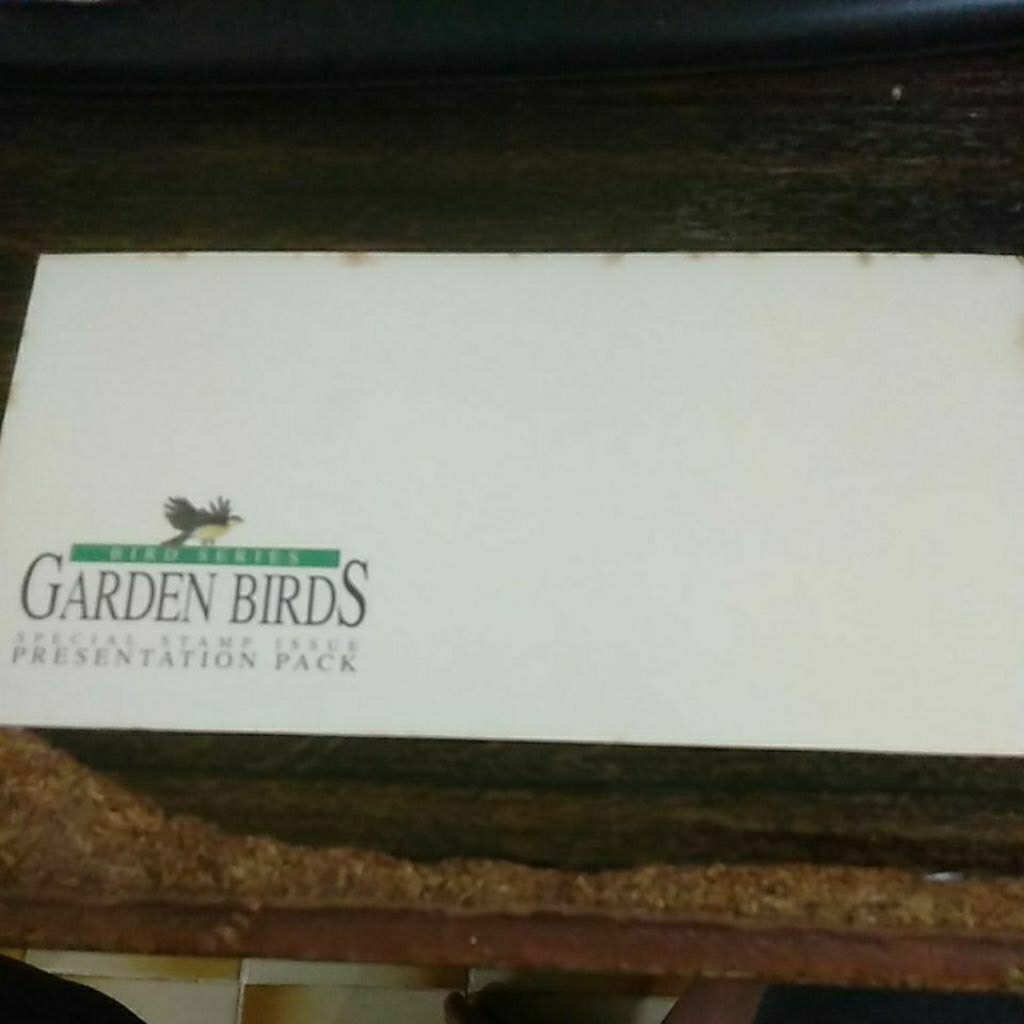 BIRD SERIES
GARDEN BIRDS
SPECIAL STAMP ISSUE
PRESENTATION PACK